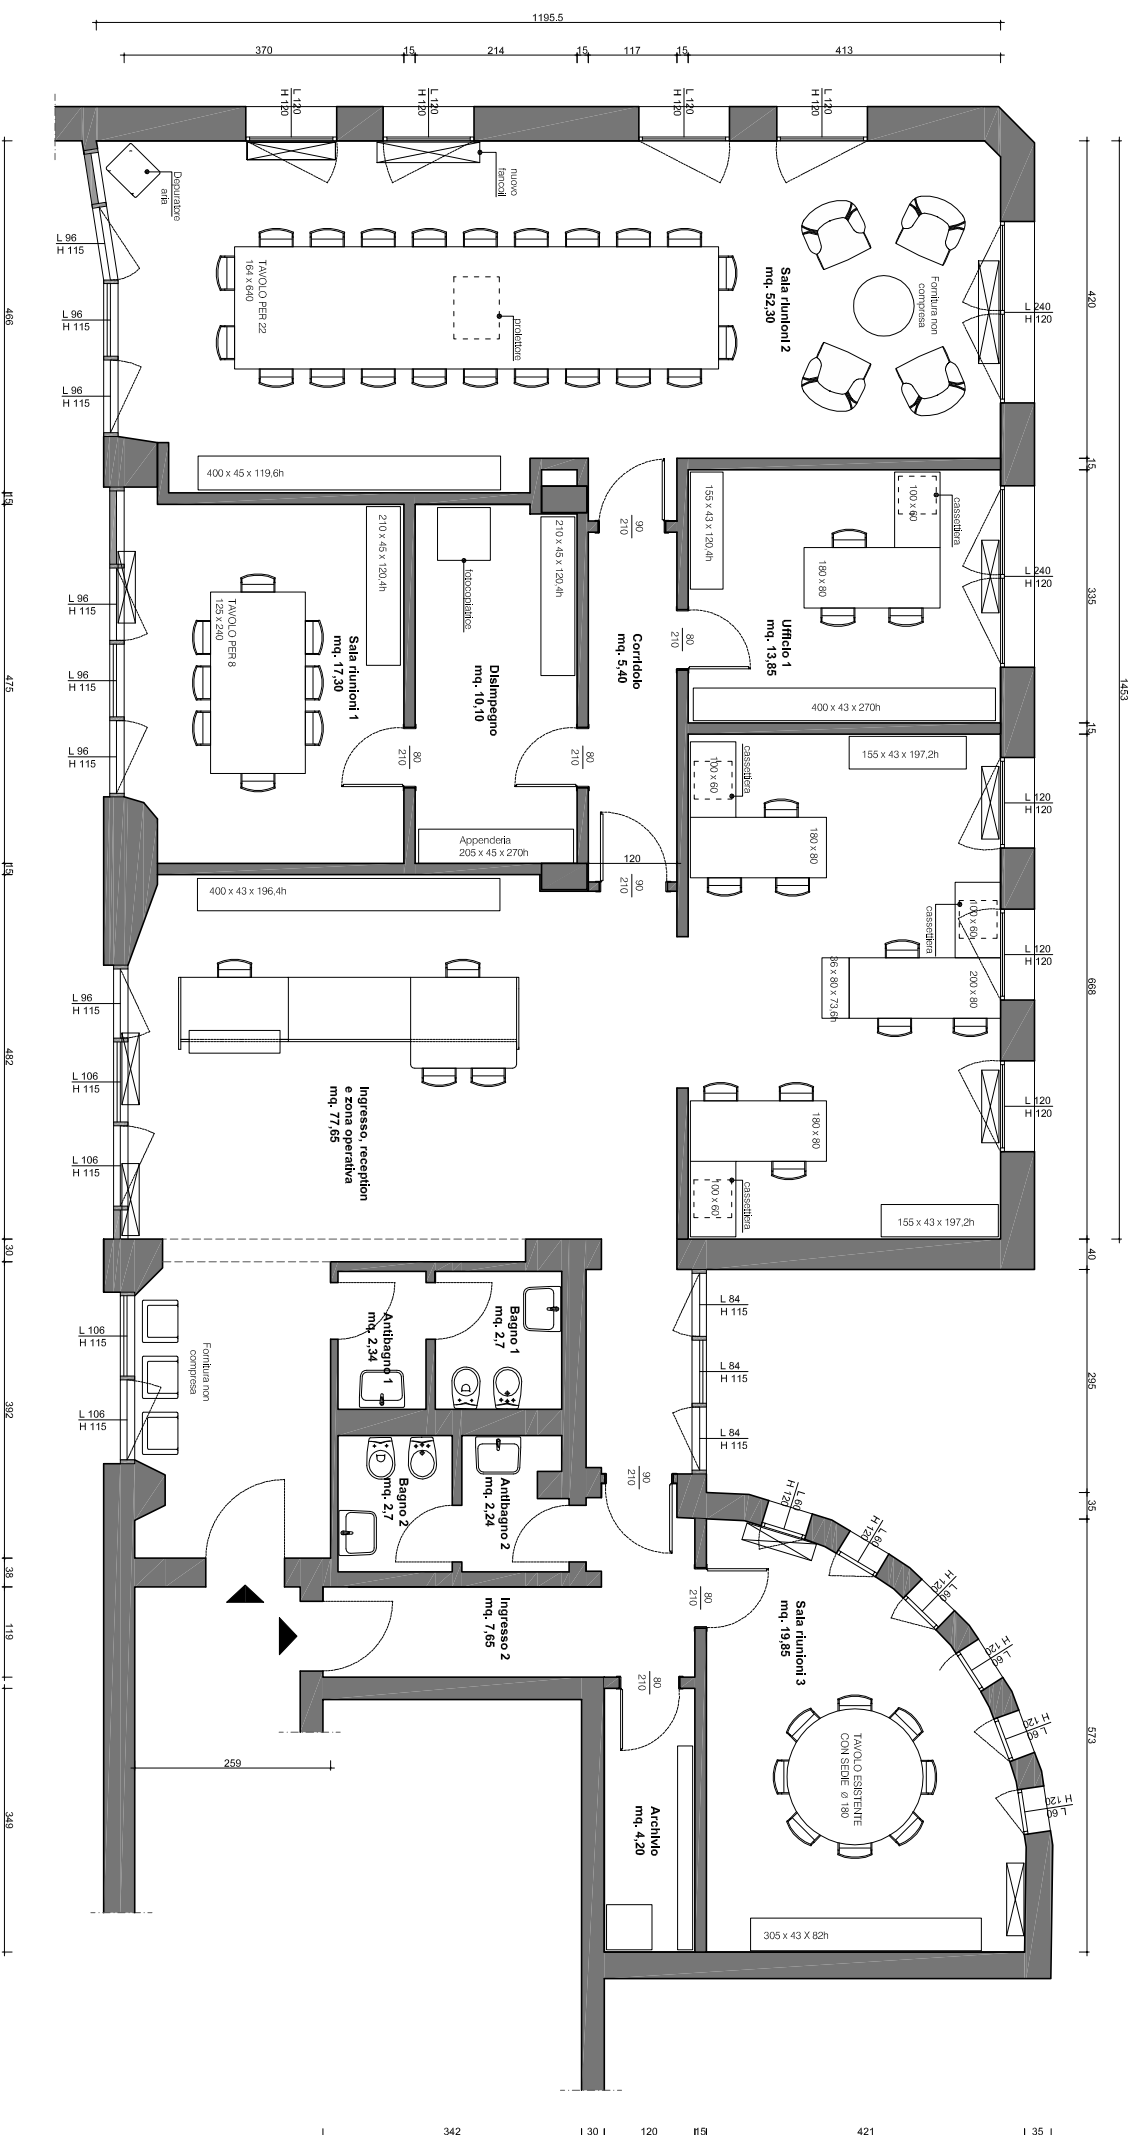 1195.5
370
15
214
15
117
15
413
L 120
H 120
L 120
H 120
L 120
H 120
L 120
H 120
Depuratore
aria
nuovo
fancoil
L 96
H 115
L 96
H 115
L 96
H 115
466
TAVOLO PER 22
164 x 640
proiettore
Sala riunioni 2
mq. 52,30
Fornitura non
compresa
L 240
H 120
420
1453
400 x 45 x 119,6h
15
15
90
210
155 x 43 x 120,4h
100 x 60
cassettiera
180 x 80
L 240
H 120
335
210 x 45 x 120,4h
fotocopiatrice
210 x 45 x 120,4h
L 96
H 115
L 96
H 115
L 96
H 115
475
TAVOLO PER 8
125 x 240
Sala riunioni 1
mq. 17,30
Disimpegno
mq. 10,10
Corridoio
mq. 5,40
80
210
Ufficio 1
mq. 13,85
400 x 43 x 270h
15
80
210
80
210
100 x 60
cassettiera
155 x 43 x 197,2h
L 120
H 120
180 x 80
Appenderia
205 x 45 x 270h
120
90
210
15
400 x 43 x 196,4h
cassettiera
100 x 60
L 120
H 120
36 x 80 x 73,6h
200 x 80
668
L 96
H 115
L 106
H 115
L 106
H 115
482
Ingresso, reception
e zona operativa
mq. 77,65
180 x 80
L 120
H 120
100 x 60
cassettiera
155 x 43 x 197,2h
30
40
L 106
H 115
L 106
H 115
392
Fornitura non
compresa
Antibagno 1
mq. 2,34
Bagno 1
mq. 2,7
L 84
H 115
L 84
H 115
L 84
H 115
295
Bagno 2
mq. 2,7
Antibagno 2
mq. 2,24
90
210
35
L 60
H 120
L 60
H 120
L 60
H 120
L 60
H 120
L 60
H 120
L 60
H 120
38
119
Ingresso 2
mq. 7,65
80
210
Sala riunioni 3
mq. 19,85
80
210
573
259
TAVOLO ESISTENTE
CON SEDIE ø 180
Archivio
mq. 4,20
349
305 x 43 X 82h
342
30
120
15
421
35